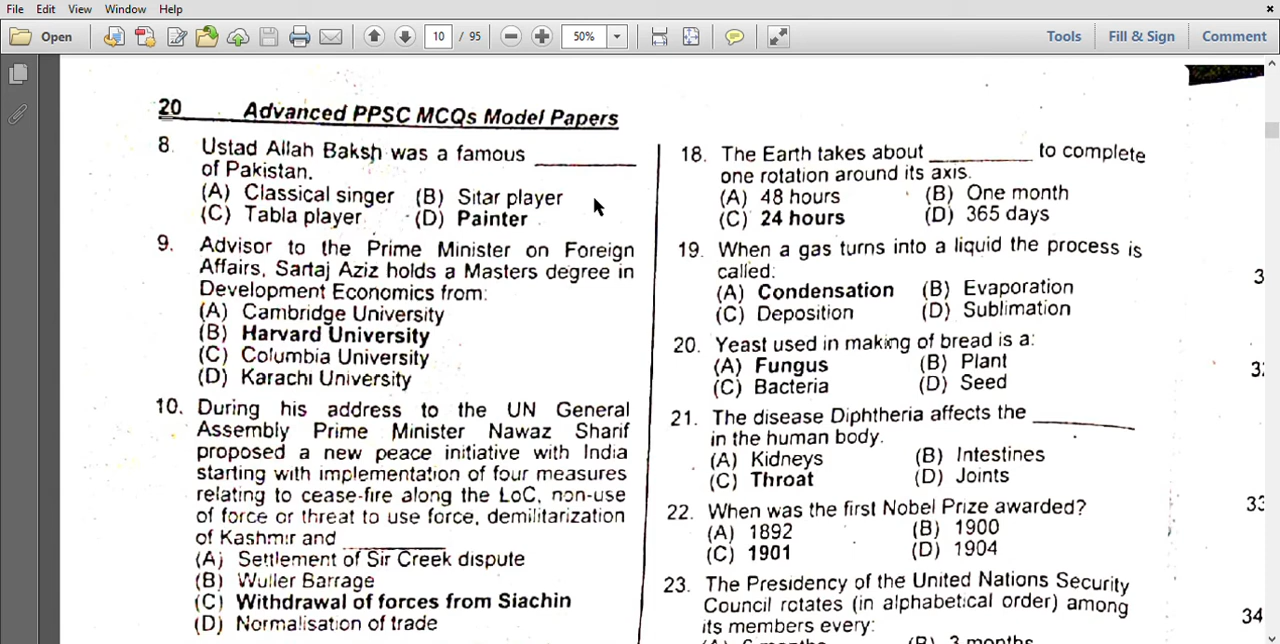 File Edit View Window Help
Open 10 / 95 50% Tools Fill & Sign Comment
20 Advanced PPSC MCQs Model Papers
8. Ustad Allah Baksh was a famous ________
of Pakistan.
(A) Classical singer (B) Sitar player
(C) Tabla player (D) Painter
9. Advisor to the Prime Minister on Foreign
Affairs, Sartaj Aziz holds a Masters degree in
Development Economics from:
(A) Cambridge University
(B) Harvard University
(C) Columbia University
(D) Karachi University
10. During his address to the UN General
Assembly Prime Minister Nawaz Sharif
proposed a new peace initiative with India
starting with implementation of four measures
relating to cease-fire along the LoC, non-use
of force or threat to use force, demilitarization
of Kashmir and ________
(A) Settlement of Sir Creek dispute
(B) Wuller Barrage
(C) Withdrawal of forces from Siachin
(D) Normalisation of trade
18. The Earth takes about ________ to complete
one rotation around its axis.
(A) 48 hours (B) One month
(C) 24 hours (D) 365 days
19. When a gas turns into a liquid the process is
called:
(A) Condensation (B) Evaporation
(C) Deposition (D) Sublimation
20. Yeast used in making of bread is a:
(A) Fungus (B) Plant
(C) Bacteria (D) Seed
21. The disease Diphtheria affects the ________
in the human body.
(A) Kidneys (B) Intestines
(C) Throat (D) Joints
22. When was the first Nobel Prize awarded?
(A) 1892 (B) 1900
(C) 1901 (D) 1904
23. The Presidency of the United Nations Security
Council rotates (in alphabetical order) among
its members every:
(A) 6 months (B) 3 months
3
3
33
34